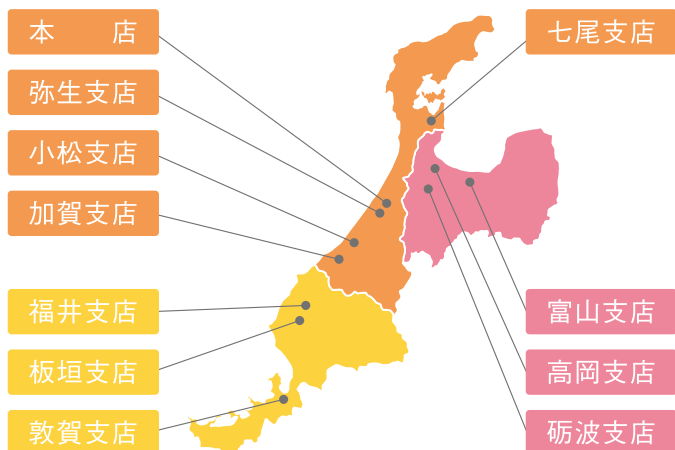 本　　店
弥生支店
小松支店
加賀支店
福井支店
板垣支店
敦賀支店
七尾支店
富山支店
高岡支店
砺波支店